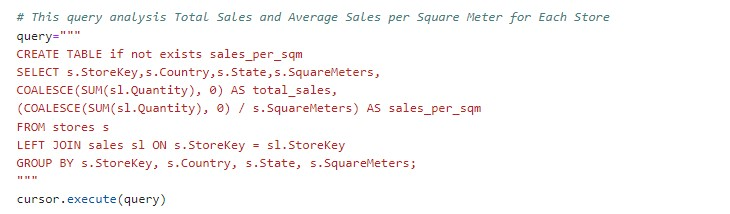 # This query analysis Total Sales and Average Sales per Square Meter for Each Store
query="""
CREATE TABLE if not exists sales_per_sqm
SELECT s.StoreKey,s.Country,s.State,s.SquareMeters,
COALESCE(SUM(sl.Quantity), 0) AS total_sales,
(COALESCE(SUM(sl.Quantity), 0) / s.SquareMeters) AS sales_per_sqm
FROM stores s
LEFT JOIN sales sl ON s.StoreKey = sl.StoreKey
GROUP BY s.StoreKey, s.Country, s.State, s.SquareMeters;
"""
cursor.execute(query)